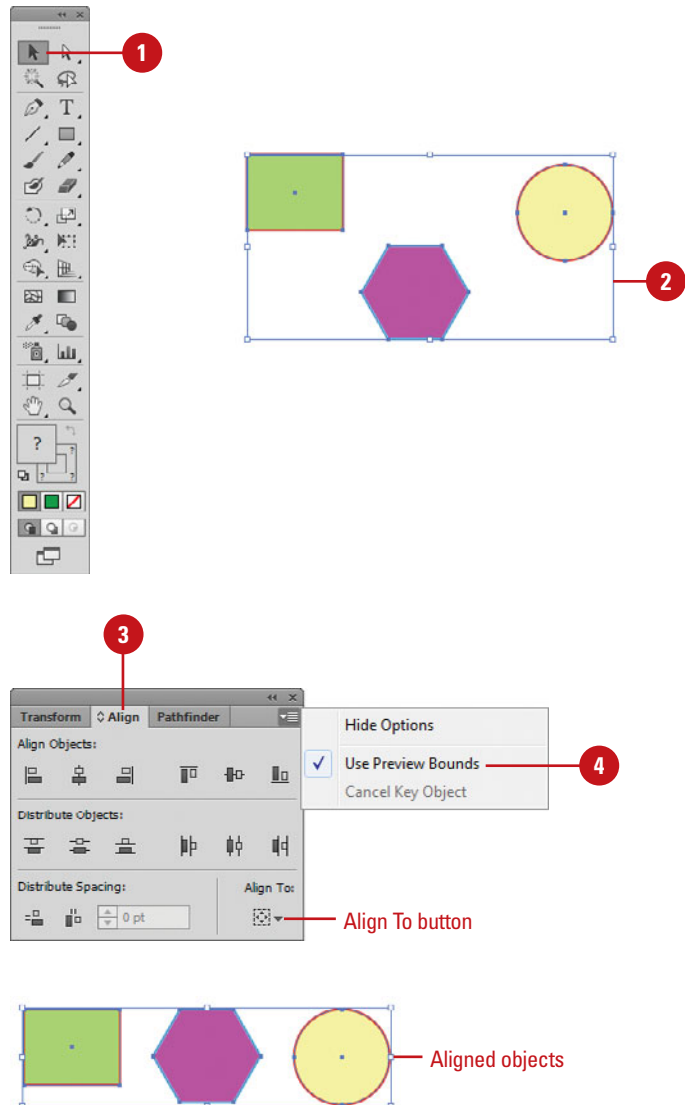 1
T
2
?
?
?
3
Transform Align Pathfinder
Hide Options
Align Objects:
Use Preview Bounds
4
Cancel Key Object
Distribute Objects:
Distribute Spacing:
Align To:
0 pt
Align To button
Aligned objects